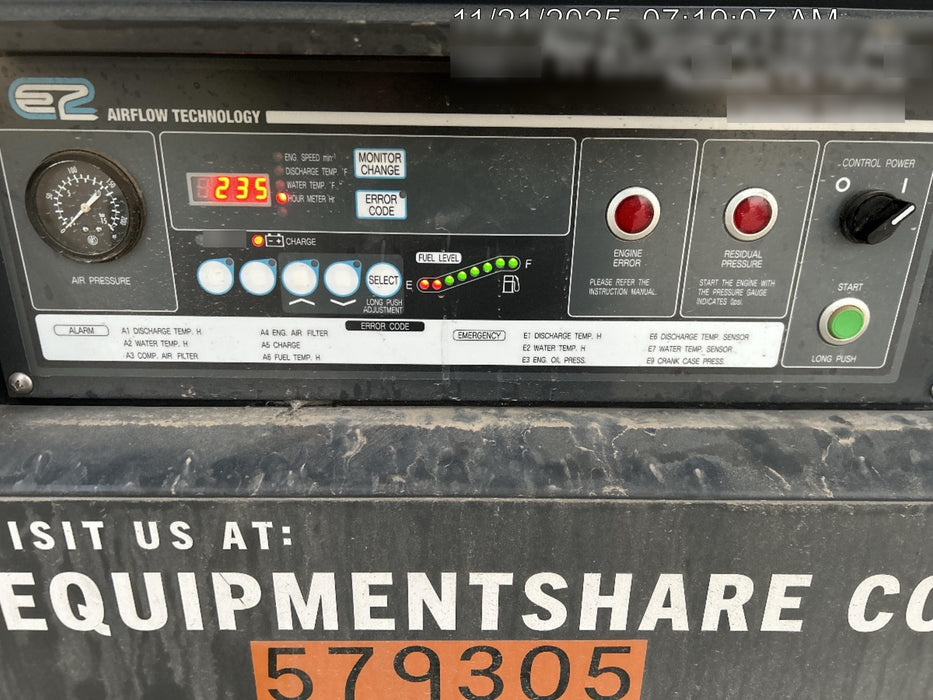 11/21/2025 07:19:07 AM
E2 AIRFLOW TECHNOLOGY
AIR PRESSURE
235
ENG. SPEED min⁻¹
DISCHARGE TEMP. °F
WATER TEMP. °F
HOUR METER Hr
MONITOR
CHANGE
ERROR
CODE
CHARGE
SELECT
LONG PUSH
ADJUSTMENT
FUEL LEVEL
E
F
ENGINE
ERROR
PLEASE REFER THE
INSTRUCTION MANUAL.
RESIDUAL
PRESSURE
START THE ENGINE WITH
THE PRESSURE GAUGE
INDICATES 0psi.
CONTROL POWER
O I
START
LONG PUSH
ERROR CODE
ALARM
A1 DISCHARGE TEMP. H
A2 WATER TEMP. H
A3 COMP. AIR FILTER
A4 ENG. AIR FILTER
A5 CHARGE
A6 FUEL TEMP. H
EMERGENCY
E1 DISCHARGE TEMP. H
E2 WATER TEMP. H
E3 ENG. OIL PRESS.
E6 DISCHARGE TEMP. SENSOR
E7 WATER TEMP. SENSOR
E9 CRANK CASE PRESS.
ISIT US AT:
EQUIPMENTSHARE CO
579305